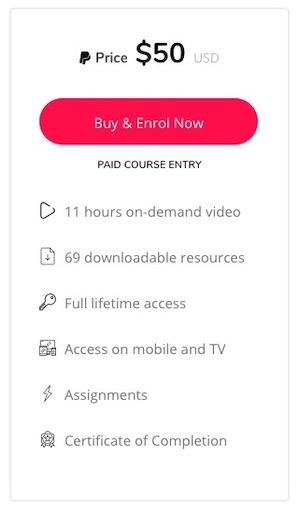 Price $50 USD
Buy & Enrol Now
PAID COURSE ENTRY
11 hours on-demand video
69 downloadable resources
Full lifetime access
Access on mobile and TV
Assignments
Certificate of Completion